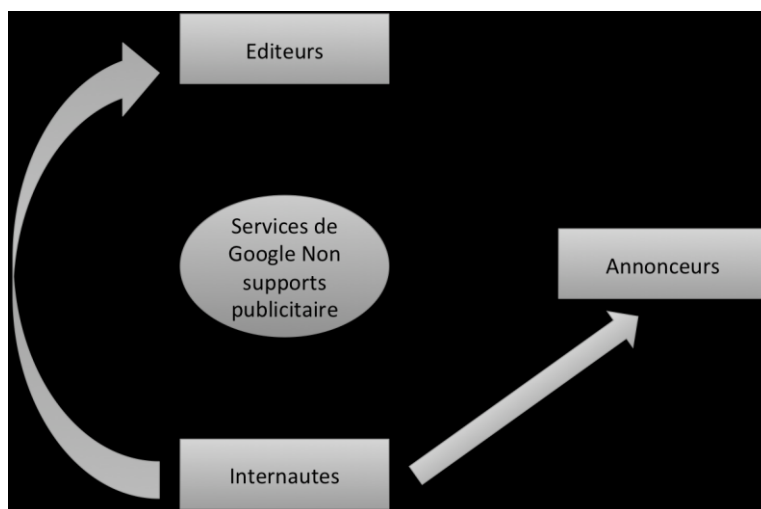 Editeurs
Services de
Google Non
supports
publicitaire
Annonceurs
Internautes